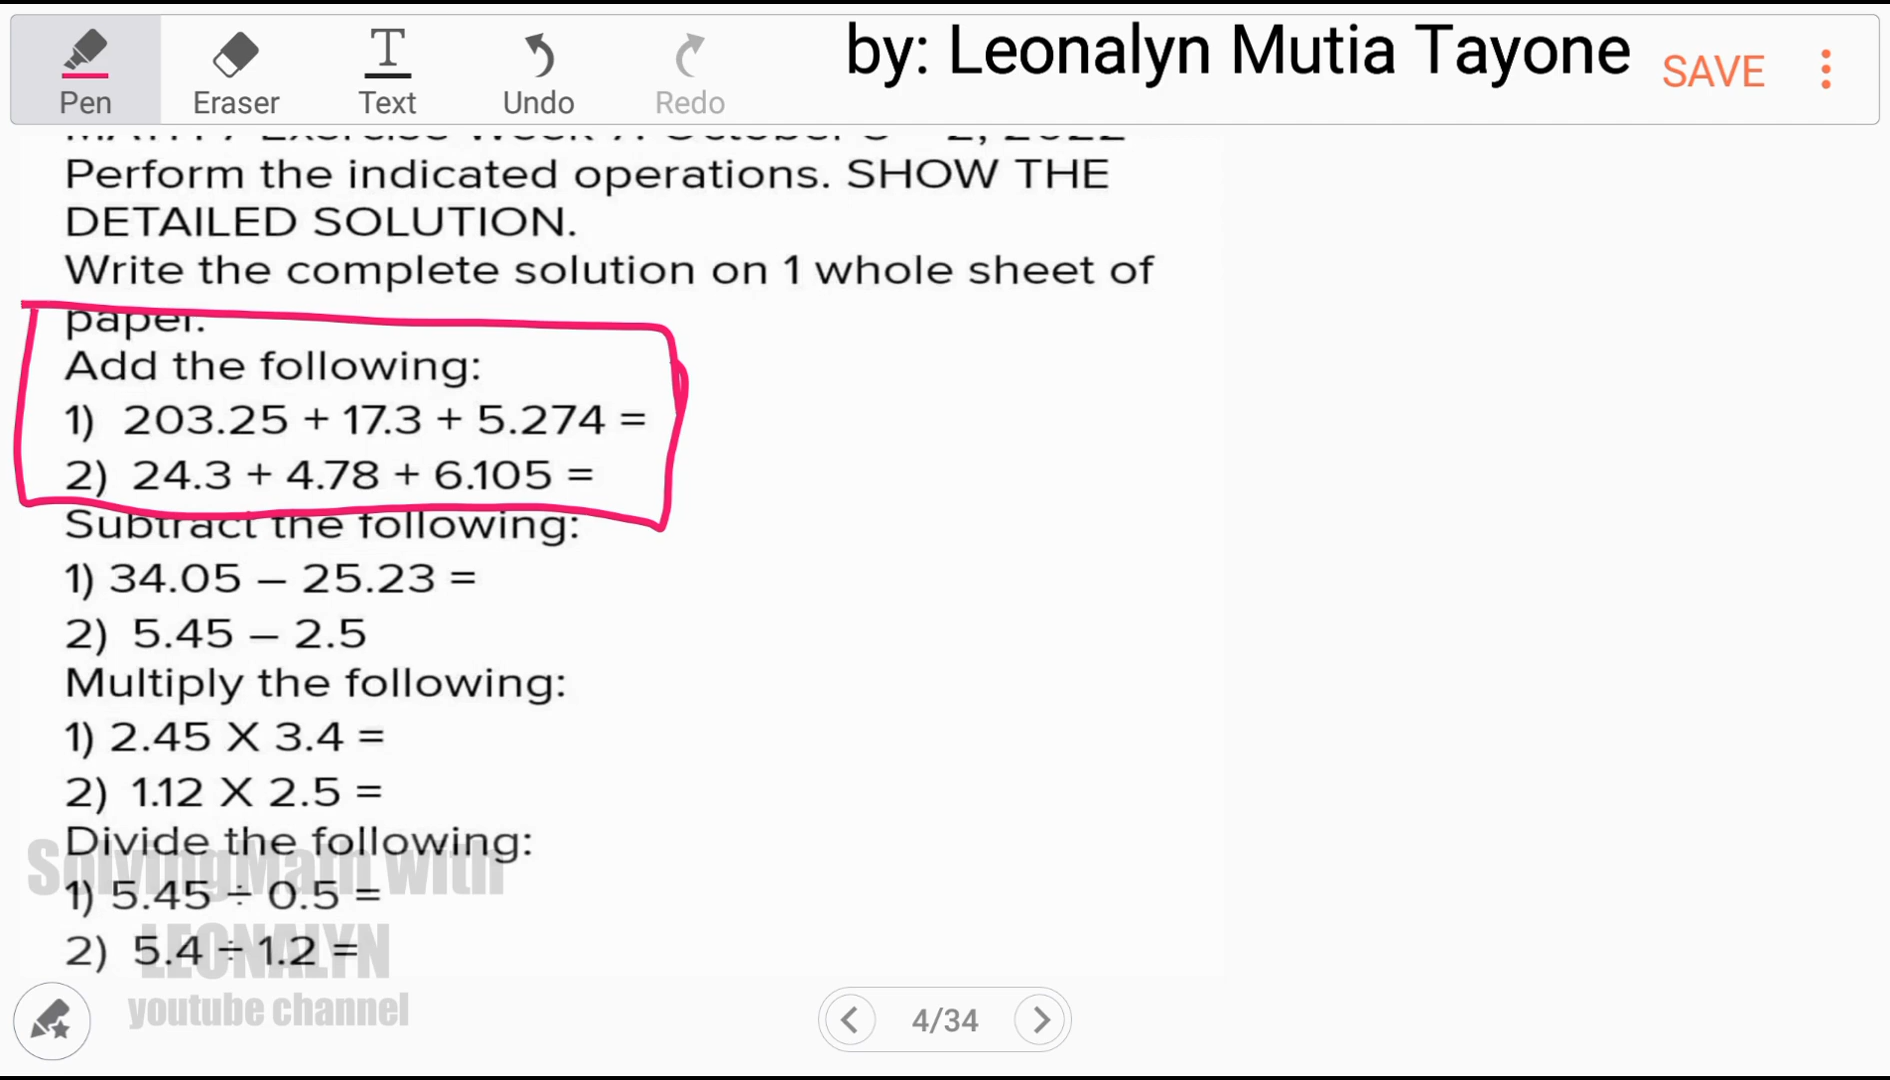 by: Leonalyn Mutia Tayone
SAVE
Pen
Eraser
Text
Undo
Redo
Perform the indicated operations. SHOW THE
DETAILED SOLUTION.
Write the complete solution on 1 whole sheet of
paper.
Add the following:
1) 203.25 + 17.3 + 5.274 =
2) 24.3 + 4.78 + 6.105 =
Subtract the following:
1) 34.05 – 25.23 =
2) 5.45 – 2.5
Multiply the following:
1) 2.45 X 3.4 =
2) 1.12 X 2.5 =
Divide the following:
1) 5.45 ÷ 0.5 =
2) 5.4 ÷ 1.2 =
SolvingMath with
LEONALYN
youtube channel
4/34